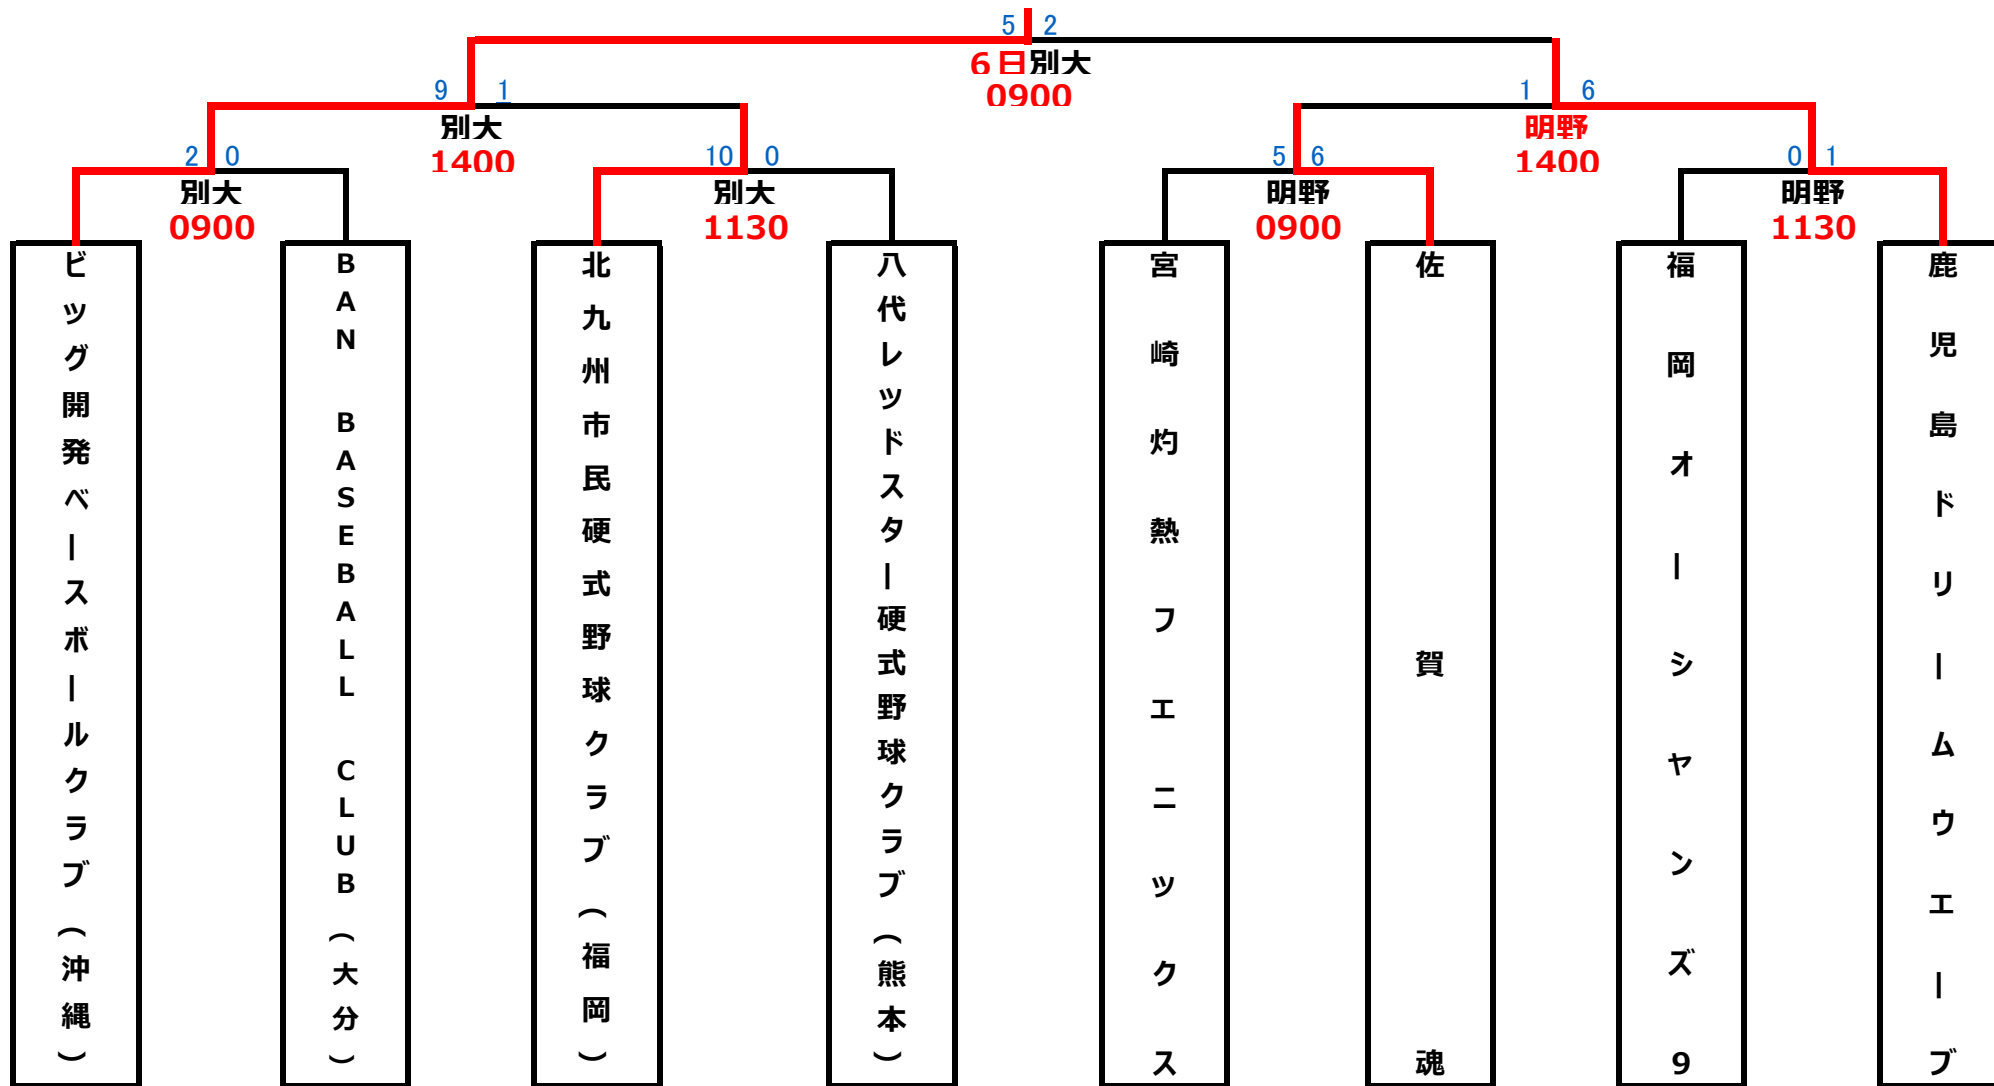 5 2
6日別大
0900
9 1
別大
1400
1 6
明野
1400
2 0
別大
0900
10 0
別大
1130
5 6
明野
0900
0 1
明野
1130
ビッグ開発ベースボールクラブ(沖縄)
BAN BASEBALL CLUB(大分)
北九州市民硬式野球クラブ(福岡)
八代レッドスター硬式野球クラブ(熊本)
宮崎灼熱フエニックス
佐賀魂
福岡オーシャンズ9
鹿児島ドリームウエーブ